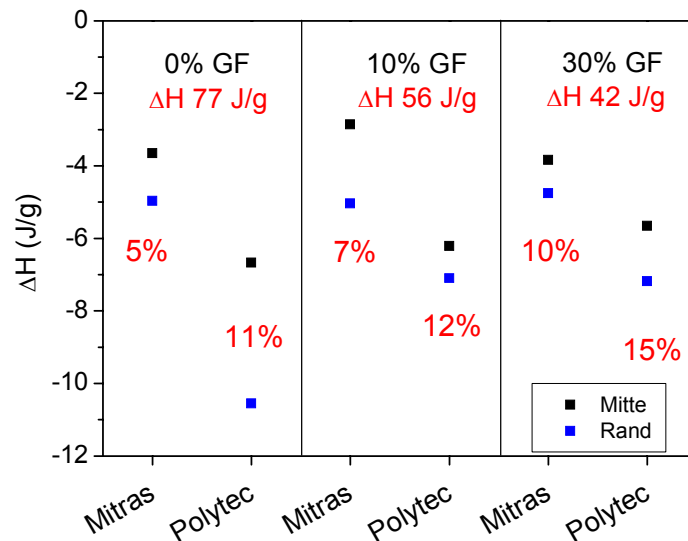 0
-2
-4
-6
-8
-10
-12
ΔH (J/g)
0% GF
ΔH 77 J/g
10% GF
ΔH 56 J/g
30% GF
ΔH 42 J/g
5%
11%
7%
12%
10%
15%
Mitte
Rand
Mitras
Polytec
Mitras
Polytec
Mitras
Polytec